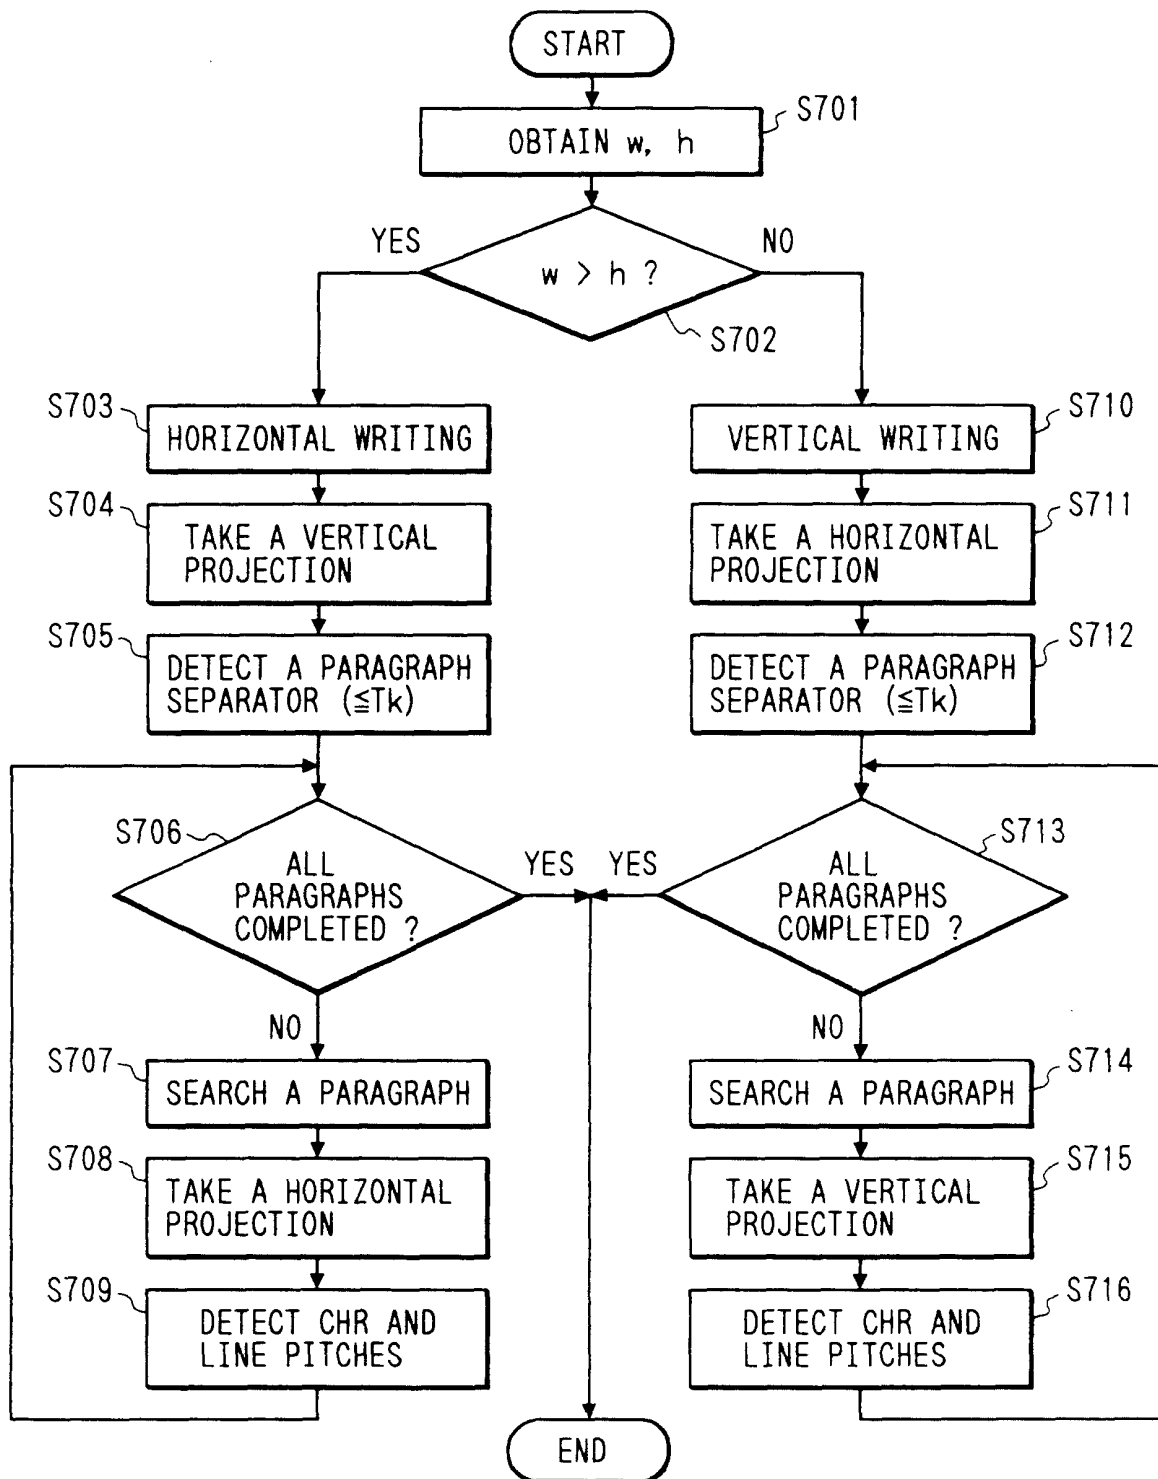 START
S701
OBTAIN w, h
YES
NO
w > h ?
S702
S703
HORIZONTAL WRITING
S704
TAKE A VERTICAL
PROJECTION
S705
DETECT A PARAGRAPH
SEPARATOR (≦Tk)
S706
ALL
PARAGRAPHS
COMPLETED ?
YES
NO
S707
SEARCH A PARAGRAPH
S708
TAKE A HORIZONTAL
PROJECTION
S709
DETECT CHR AND
LINE PITCHES
S710
VERTICAL WRITING
S711
TAKE A HORIZONTAL
PROJECTION
S712
DETECT A PARAGRAPH
SEPARATOR (≦Tk)
S713
ALL
PARAGRAPHS
COMPLETED ?
YES
NO
S714
SEARCH A PARAGRAPH
S715
TAKE A VERTICAL
PROJECTION
S716
DETECT CHR AND
LINE PITCHES
END